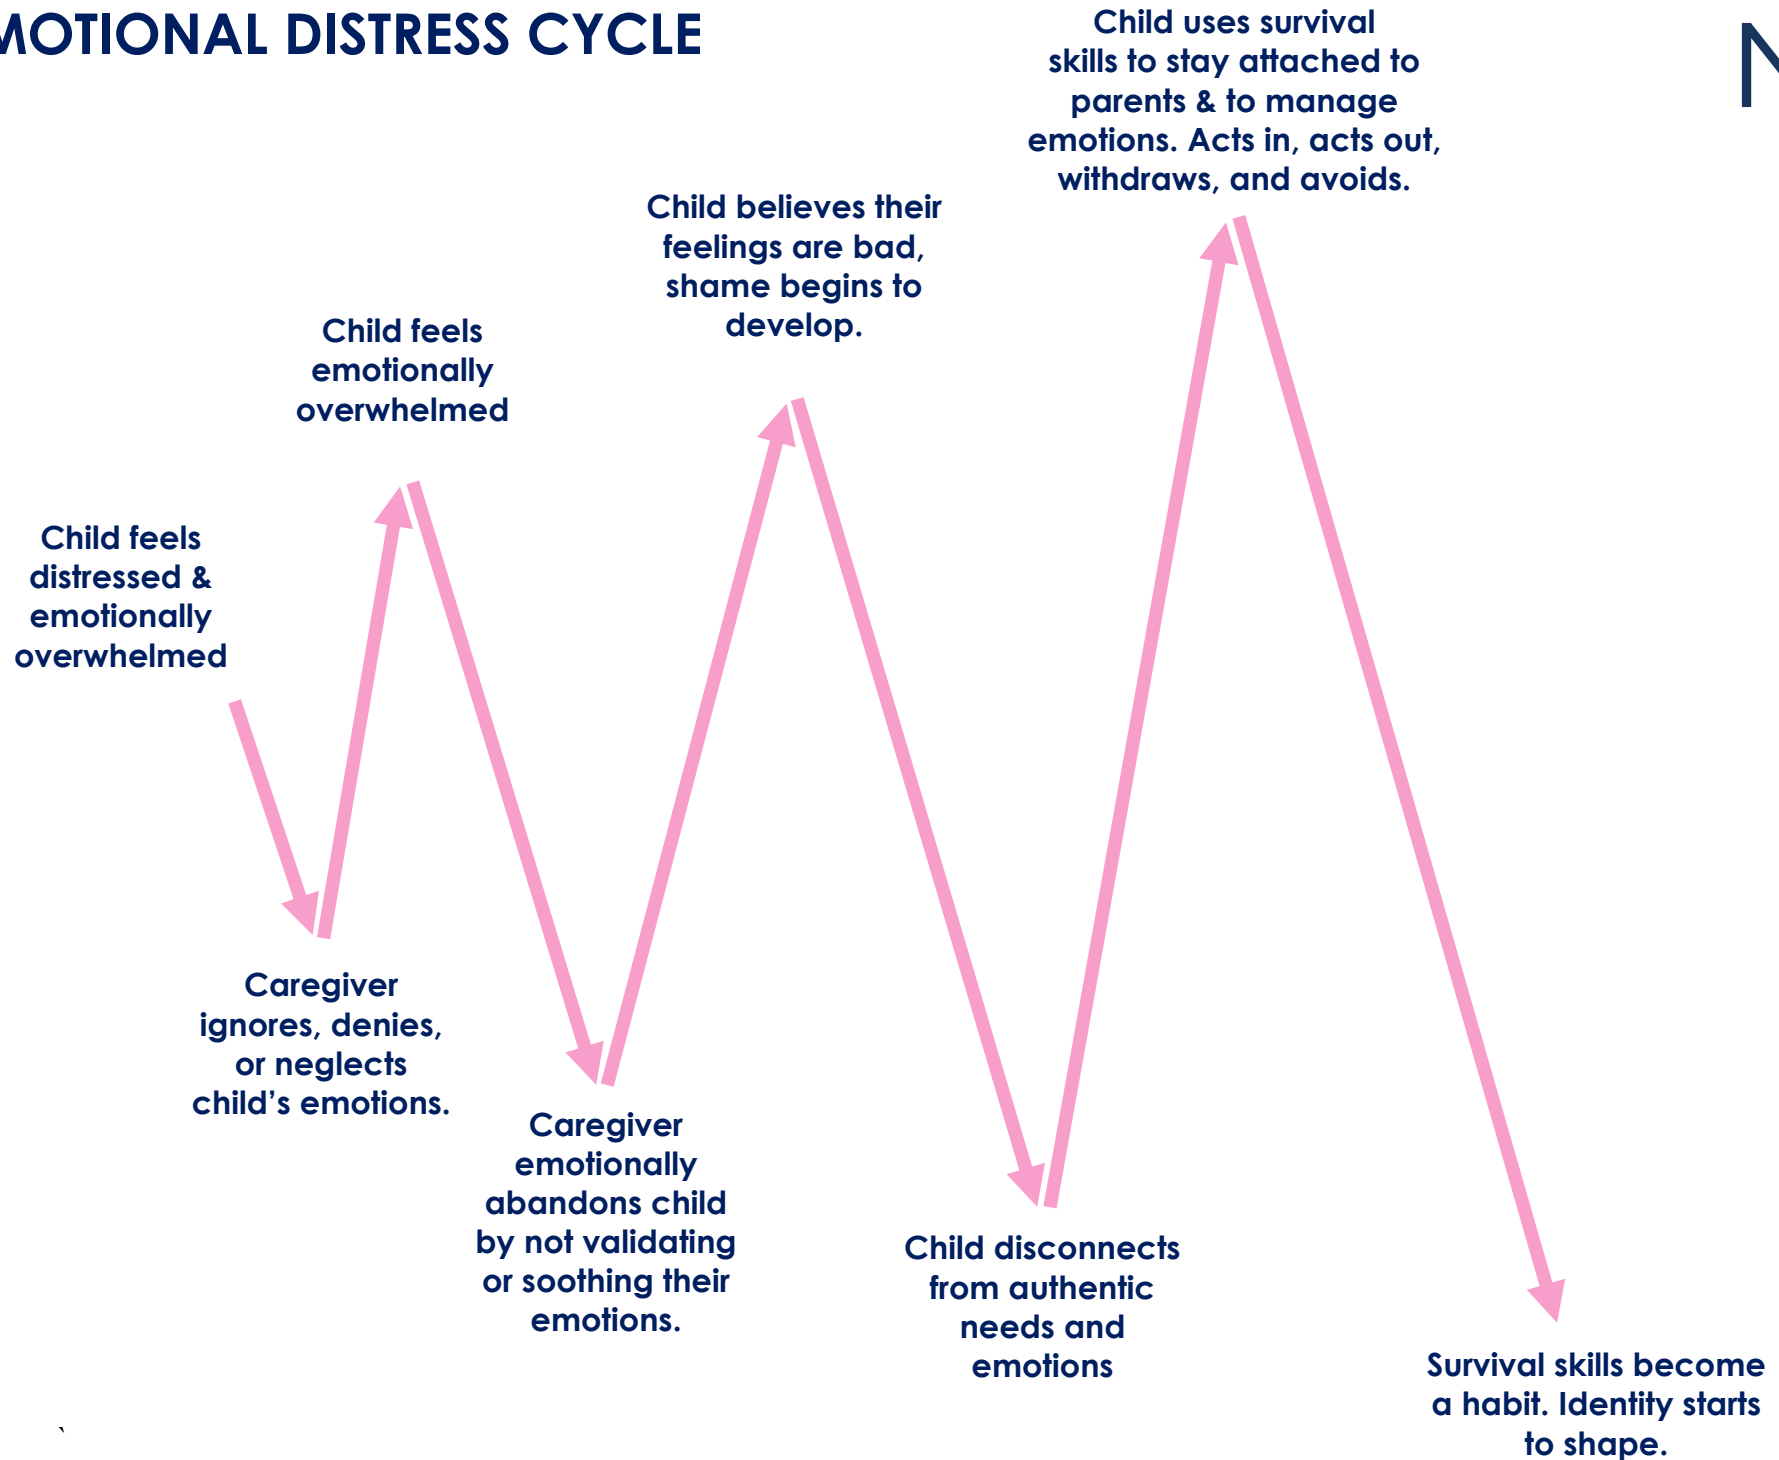 MOTIONAL DISTRESS CYCLE
N
Child uses survival
skills to stay attached to
parents & to manage
emotions. Acts in, acts out,
withdraws, and avoids.
Child believes their
feelings are bad,
shame begins to
develop.
Child feels
emotionally
overwhelmed
Child feels
distressed &
emotionally
overwhelmed
Caregiver
ignores, denies,
or neglects
child’s emotions.
Caregiver
emotionally
abandons child
by not validating
or soothing their
emotions.
Child disconnects
from authentic
needs and
emotions
Survival skills become
a habit. Identity starts
to shape.
`